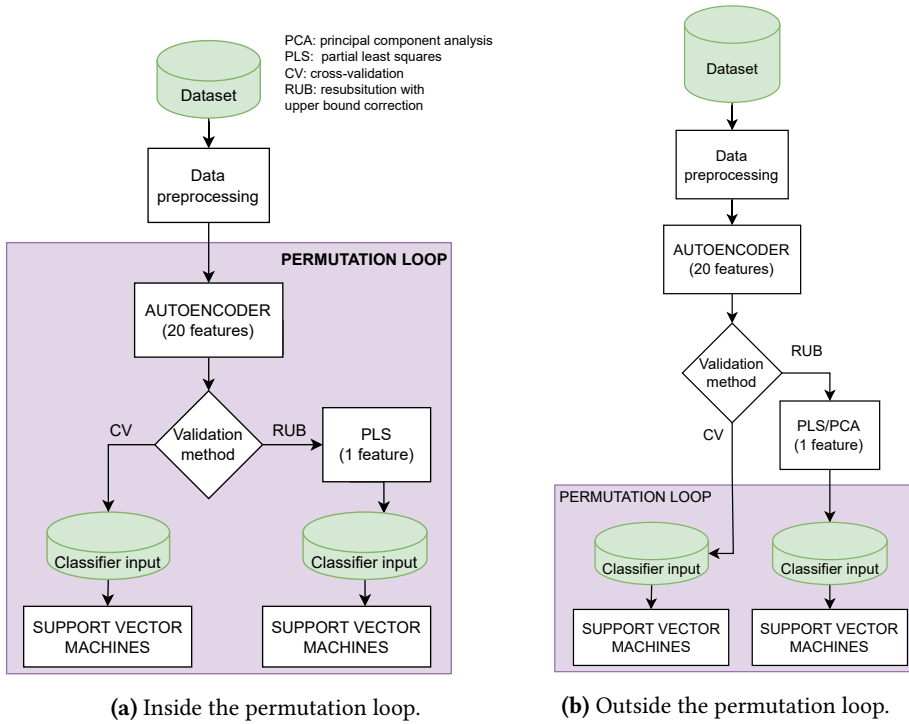 PCA: principal component analysis
PLS: partial least squares
CV: cross-validation
RUB: resubsitution with
upper bound correction
Dataset
Data
preprocessing
PERMUTATION LOOP
AUTOENCODER
(20 features)
Validation
method
CV
RUB
PLS
(1 feature)
Classifier input
Classifier input
SUPPORT VECTOR
MACHINES
SUPPORT VECTOR
MACHINES
(a) Inside the permutation loop.
Dataset
Data
preprocessing
AUTOENCODER
(20 features)
Validation
method
RUB
CV
PLS/PCA
(1 feature)
PERMUTATION LOOP
Classifier input
Classifier input
SUPPORT VECTOR
MACHINES
SUPPORT VECTOR
MACHINES
(b) Outside the permutation loop.